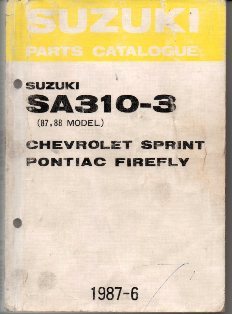 SUZUKI
PARTS CATALOGUE
SUZUKI
SA310-3
(87,88 MODEL)
CHEVROLET SPRINT
PONTIAC FIREFLY
1987-6